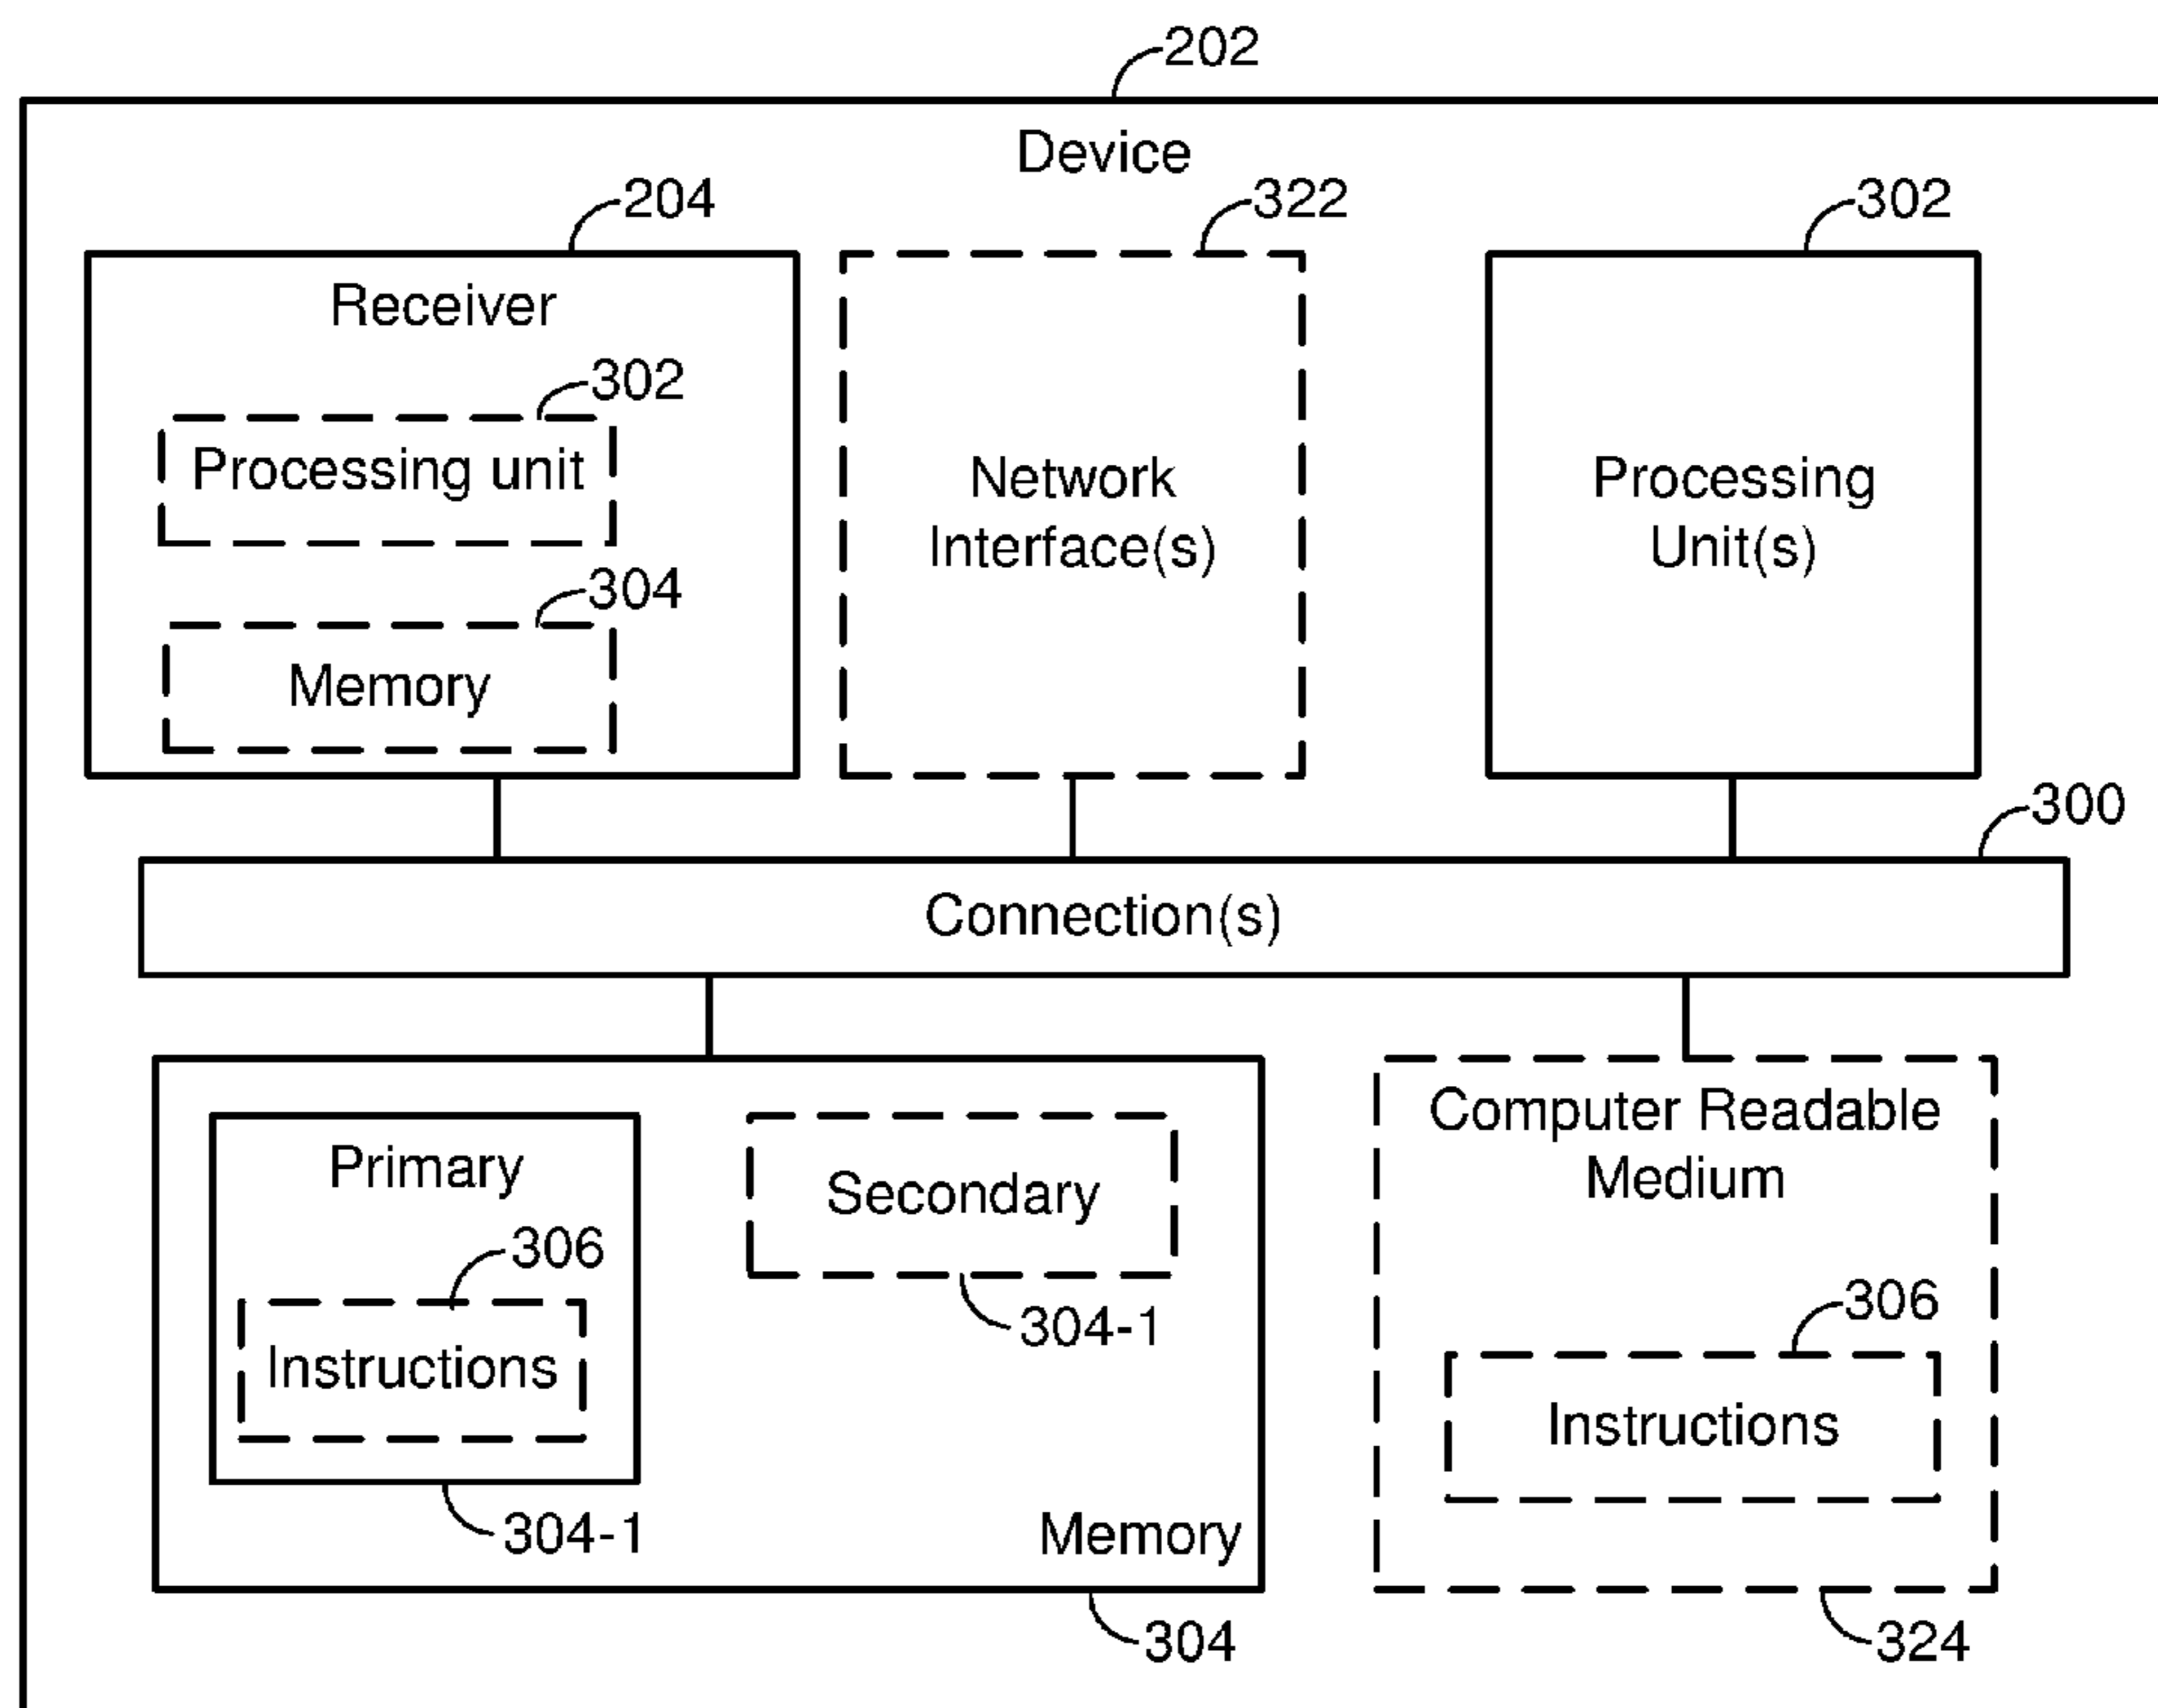 202
Device
204
322
302
Receiver
302
Processing unit
304
Memory
Network
Interface(s)
Processing
Unit(s)
300
Connection(s)
Primary
306
Instructions
304-1
Secondary
304-1
Memory
304
Computer Readable
Medium
306
Instructions
324